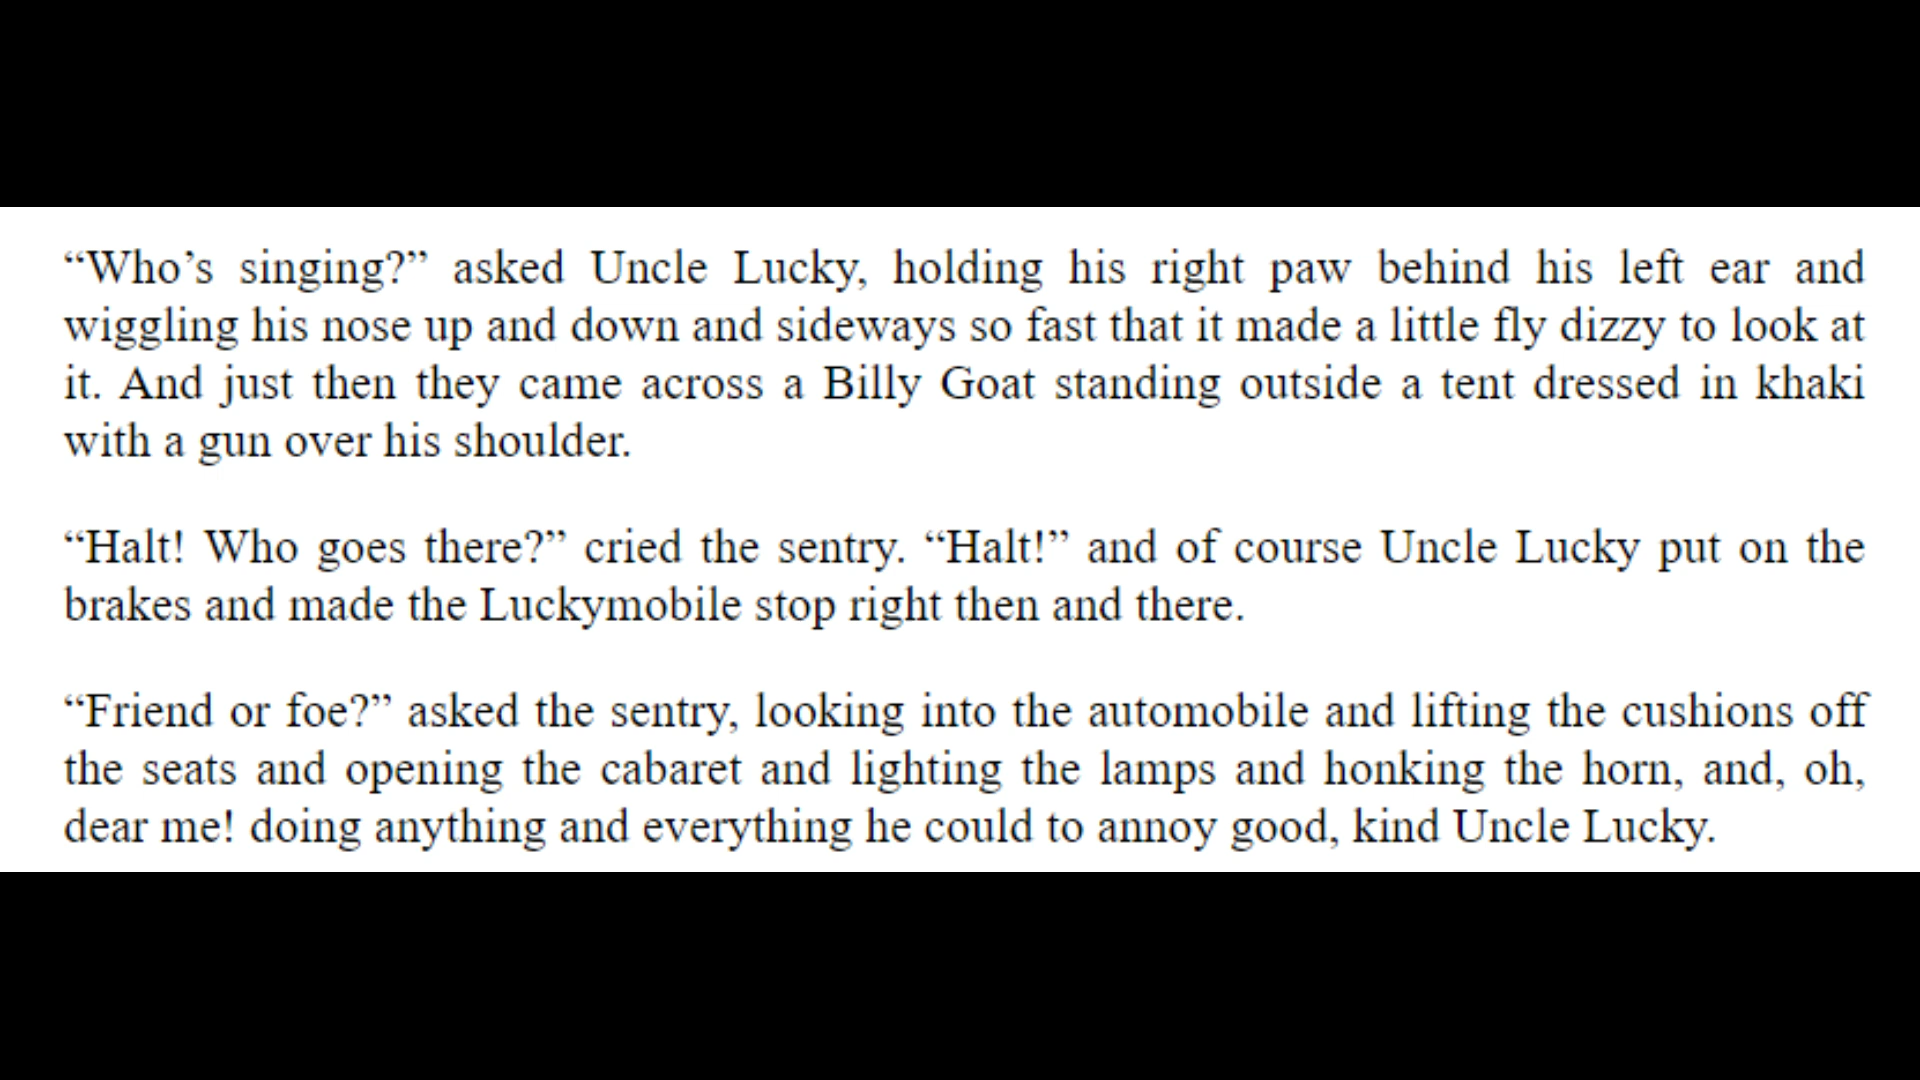 “Who’s singing?” asked Uncle Lucky, holding his right paw behind his left ear and
wiggling his nose up and down and sideways so fast that it made a little fly dizzy to look at
it. And just then they came across a Billy Goat standing outside a tent dressed in khaki
with a gun over his shoulder.
“Halt! Who goes there?” cried the sentry. “Halt!” and of course Uncle Lucky put on the
brakes and made the Luckymobile stop right then and there.
“Friend or foe?” asked the sentry, looking into the automobile and lifting the cushions off
the seats and opening the cabaret and lighting the lamps and honking the horn, and, oh,
dear me! doing anything and everything he could to annoy good, kind Uncle Lucky.